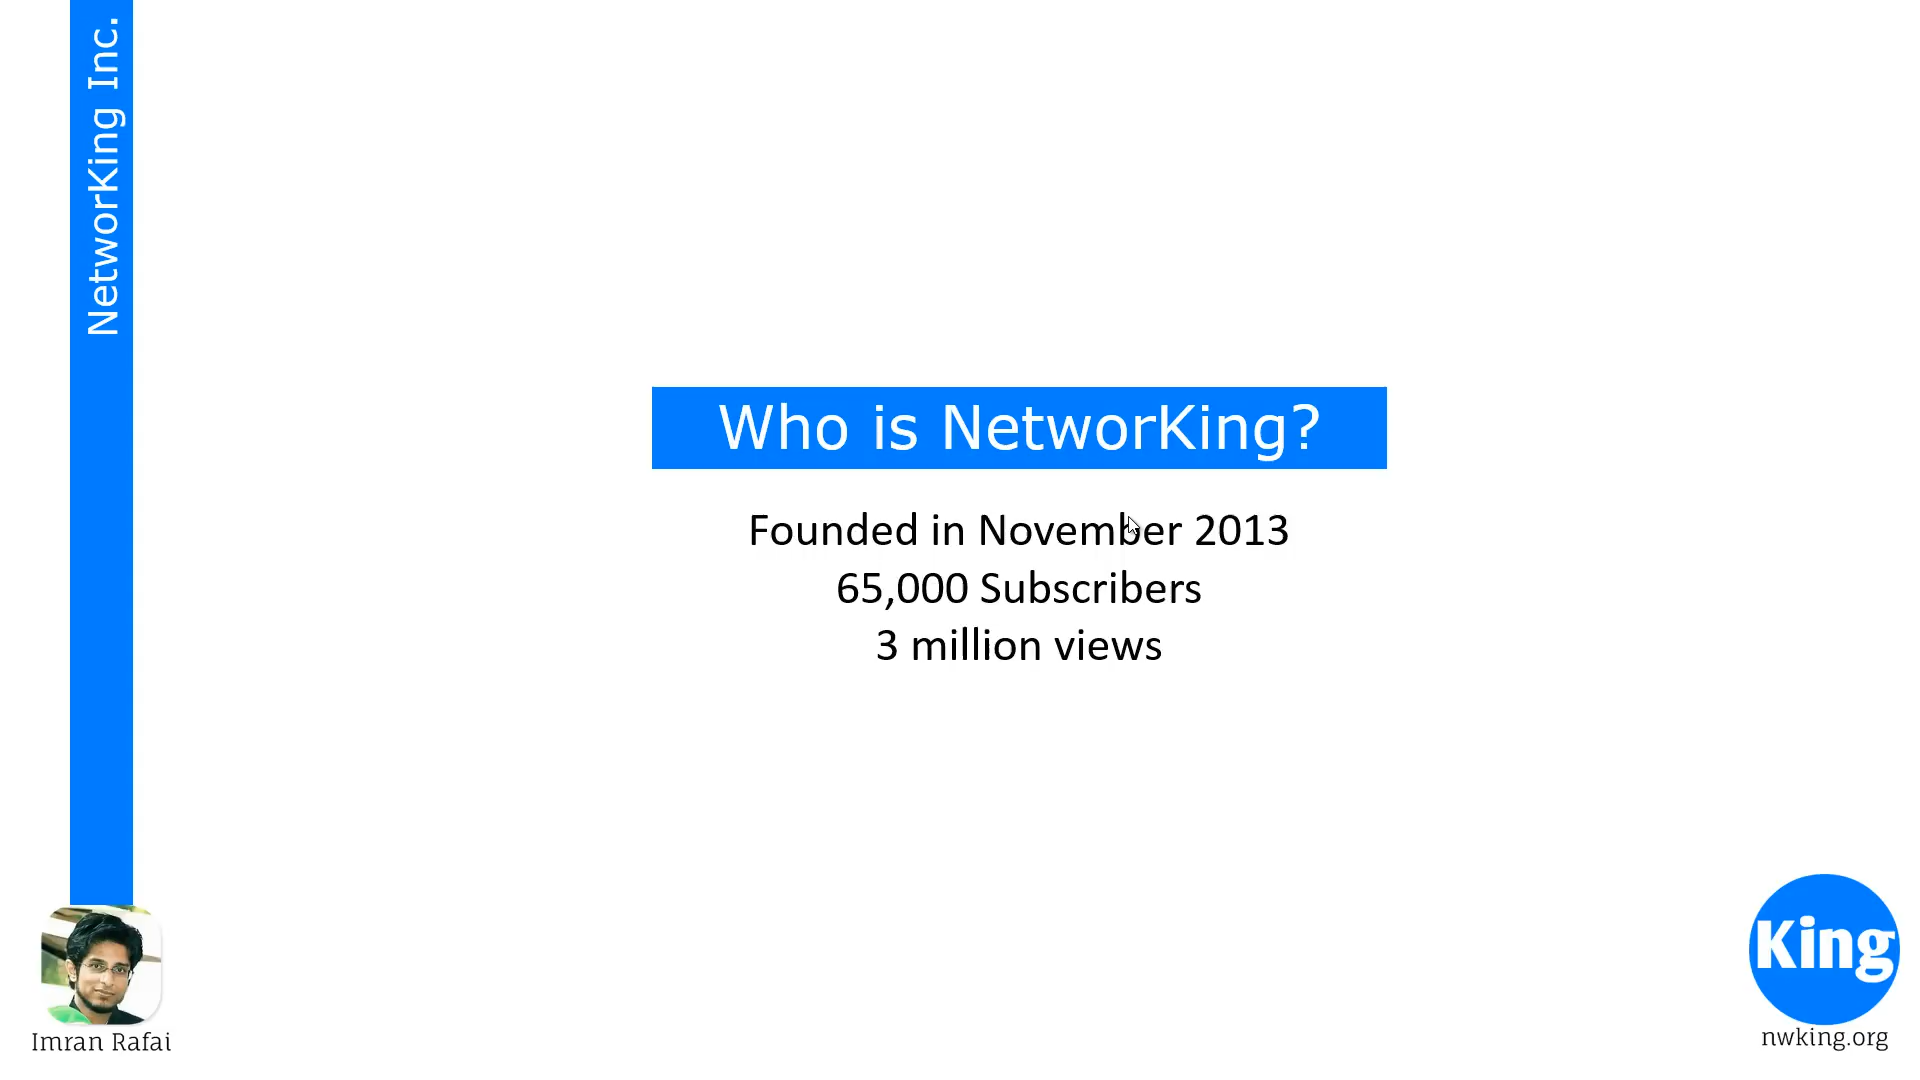 NetworKing Inc.
Who is NetworKing?
Founded in November 2013
65,000 Subscribers
3 million views
Imran Rafai
King
nwking.org